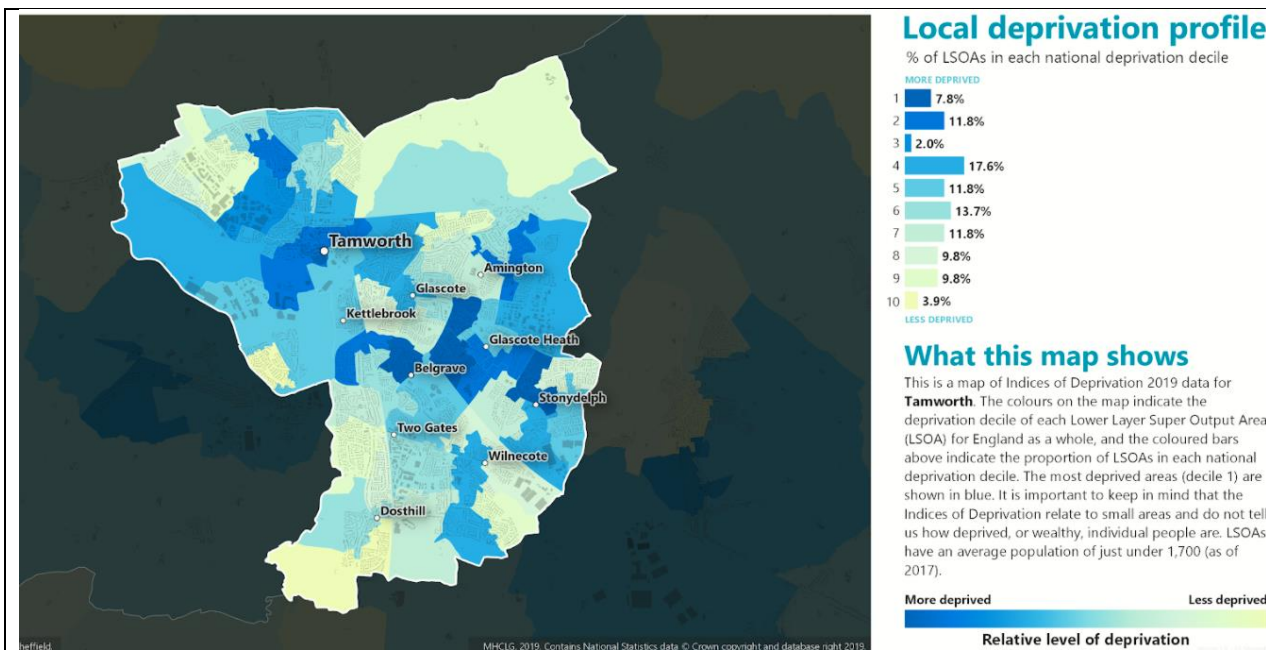 Tamworth
Amington
Glascote
Kettlebrook
Glascote Heath
Belgrave
Stonydelph
Two Gates
Wilnecote
Dosthill
heffield.
MHCLG, 2019. Contains National Statistics data © Crown copyright and database right 2019.
Local deprivation profile
% of LSOAs in each national deprivation decile
MORE DEPRIVED
1 7.8%
2 11.8%
3 2.0%
4 17.6%
5 11.8%
6 13.7%
7 11.8%
8 9.8%
9 9.8%
10 3.9%
LESS DEPRIVED
What this map shows
This is a map of Indices of Deprivation 2019 data for
Tamworth. The colours on the map indicate the
deprivation decile of each Lower Layer Super Output Area
(LSOA) for England as a whole, and the coloured bars
above indicate the proportion of LSOAs in each national
deprivation decile. The most deprived areas (decile 1) are
shown in blue. It is important to keep in mind that the
Indices of Deprivation relate to small areas and do not tell
us how deprived, or wealthy, individual people are. LSOAs
have an average population of just under 1,700 (as of
2017).
More deprived Less deprived
Relative level of deprivation